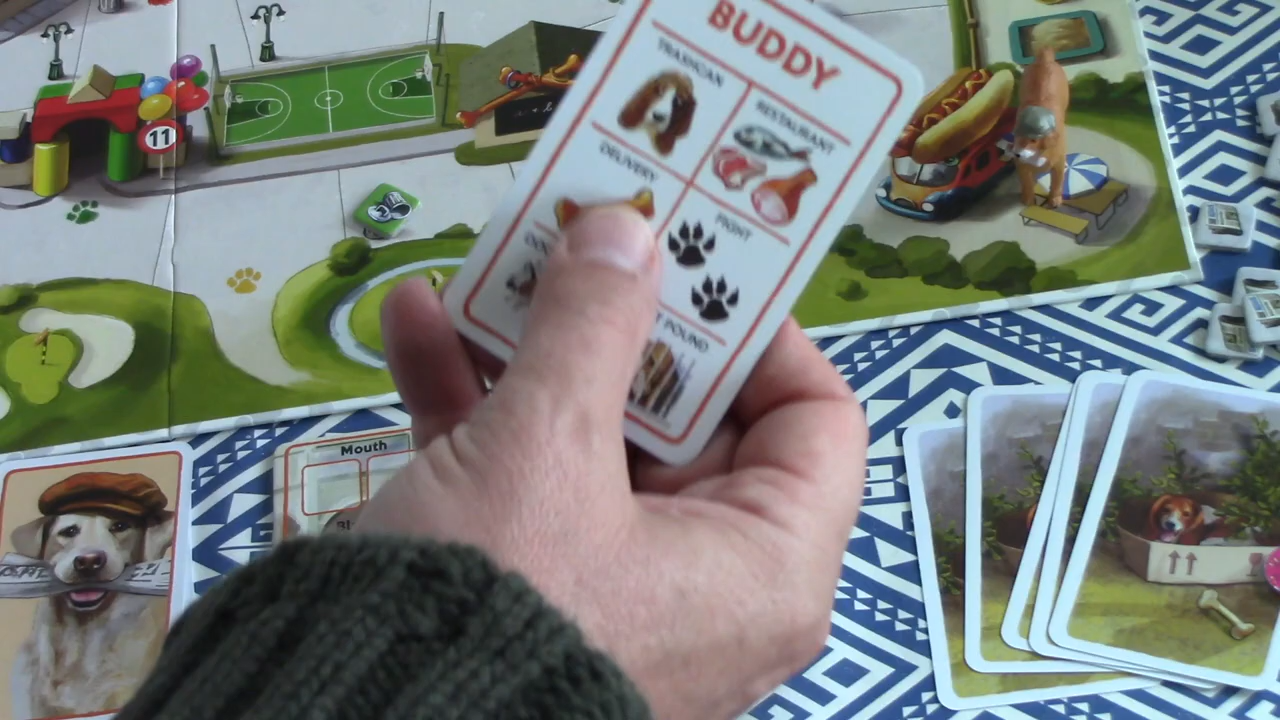 BUDDY
TRASHCAN
RESTAURANT
DELIVERY
FIGHT
POUND
11
Mouth